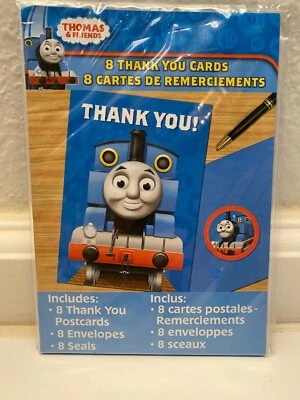 THOMAS
& FRIENDS
8 THANK YOU CARDS
8 CARTES DE REMERCIEMENTS
THANK YOU!
Includes:
• 8 Thank You
Postcards
• 8 Envelopes
• 8 Seals
Inclus:
• 8 cartes postales-
Remerciements
• 8 enveloppes
• 8 sceaux